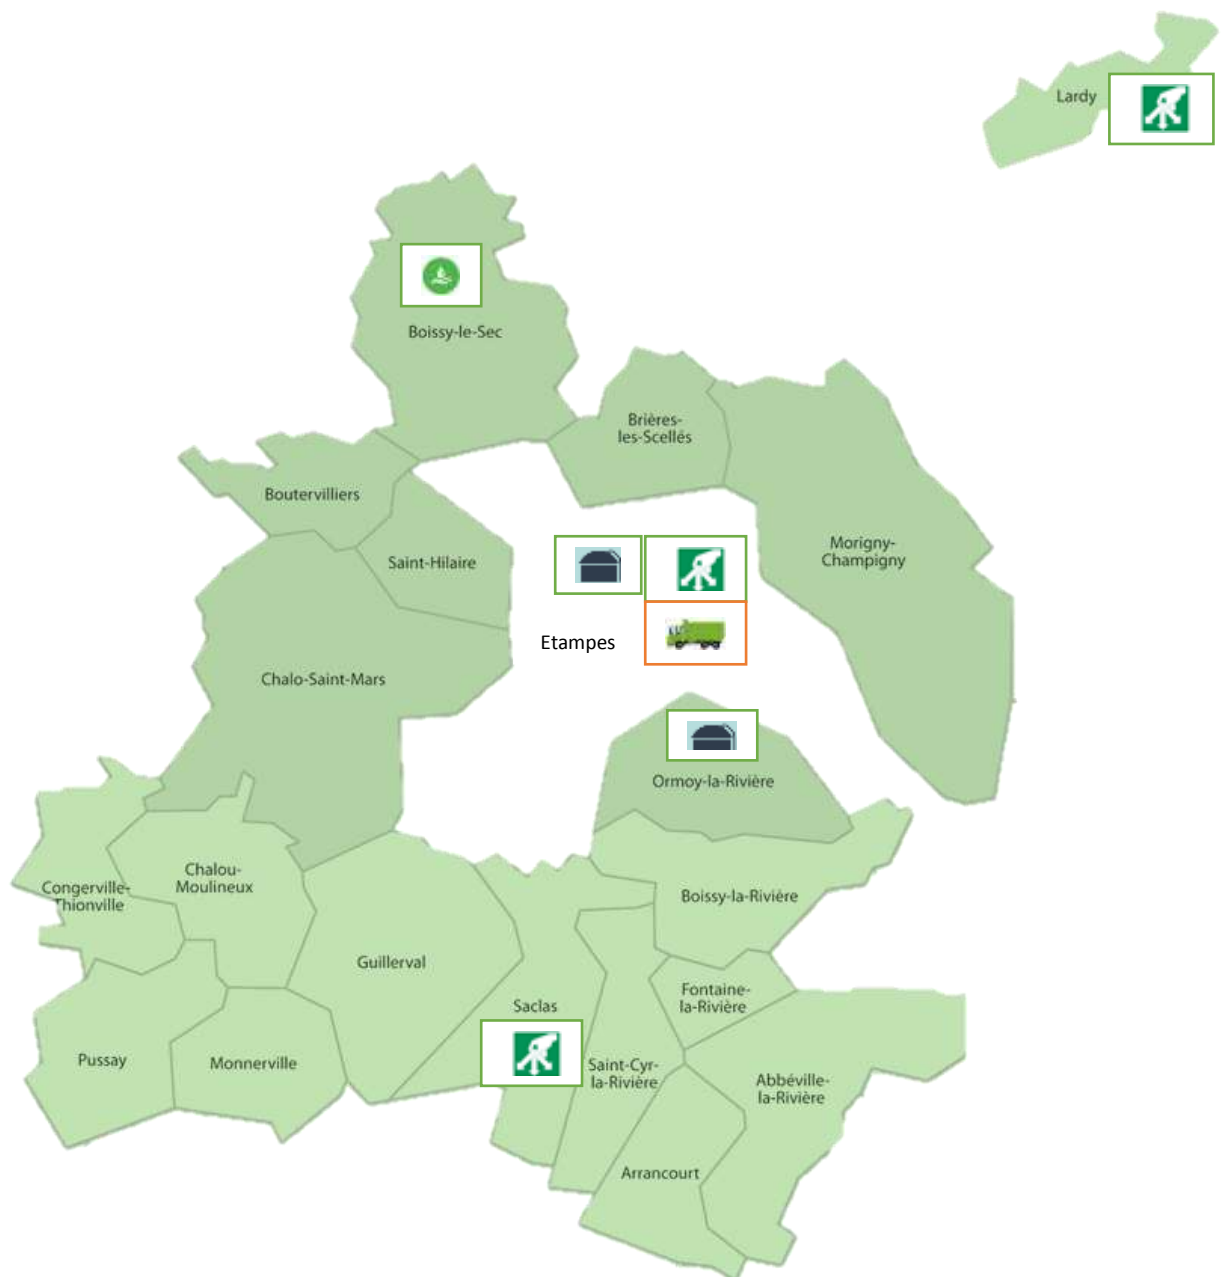 Lardy
Boissy-le-Sec
Brières-
les-Scellés
Boutervilliers
Morigny-
Champigny
Saint-Hilaire
Etampes
Chalo-Saint-Mars
Ormoy-la-Rivière
Chalou-
Moulineux
Congerville-
Thionville
Boissy-la-Rivière
Guillerval
Fontaine-
la-Rivière
Saclas
Pussay
Monnerville
Saint-Cyr-
la-Rivière
Abbéville-
la-Rivière
Arrancourt